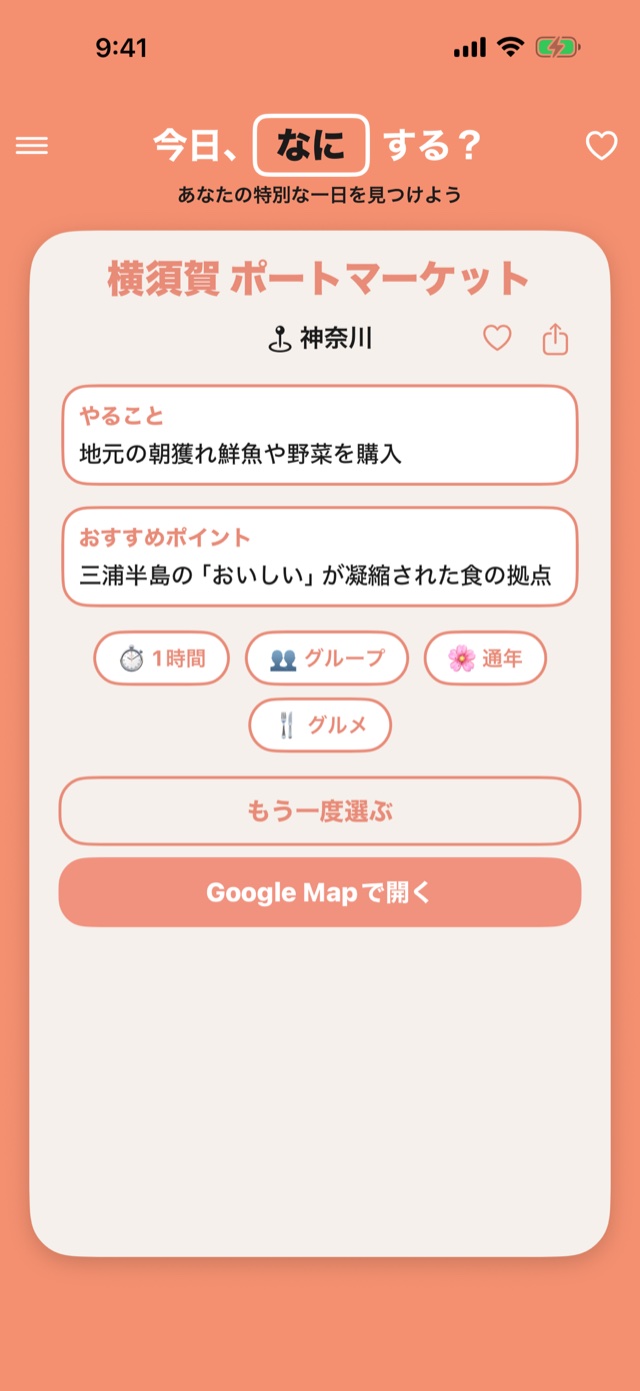 9:41
今日、なにする？
あなたの特別な一日を見つけよう
横須賀 ポートマーケット
神奈川
やること
地元の朝獲れ鮮魚や野菜を購入
おすすめポイント
三浦半島の「おいしい」が凝縮された食の拠点
1時間 グループ 通年
グルメ
もう一度選ぶ
Google Mapで開く